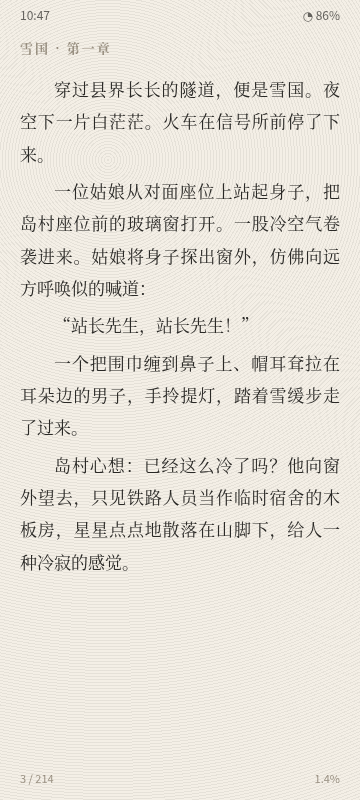 10:47
86%
雪国 · 第一章
穿过县界长长的隧道，便是雪国。夜
空下一片白茫茫。火车在信号所前停了下
来。
一位姑娘从对面座位上站起身子，把
岛村座位前的玻璃窗打开。一股冷空气卷
袭进来。姑娘将身子探出窗外，仿佛向远
方呼唤似的喊道：
“站长先生，站长先生！”
一个把围巾缠到鼻子上、帽耳耷拉在
耳朵边的男子，手拎提灯，踏着雪缓步走
了过来。
岛村心想：已经这么冷了吗？他向窗
外望去，只见铁路人员当作临时宿舍的木
板房，星星点点地散落在山脚下，给人一
种冷寂的感觉。
3 / 214
1.4%